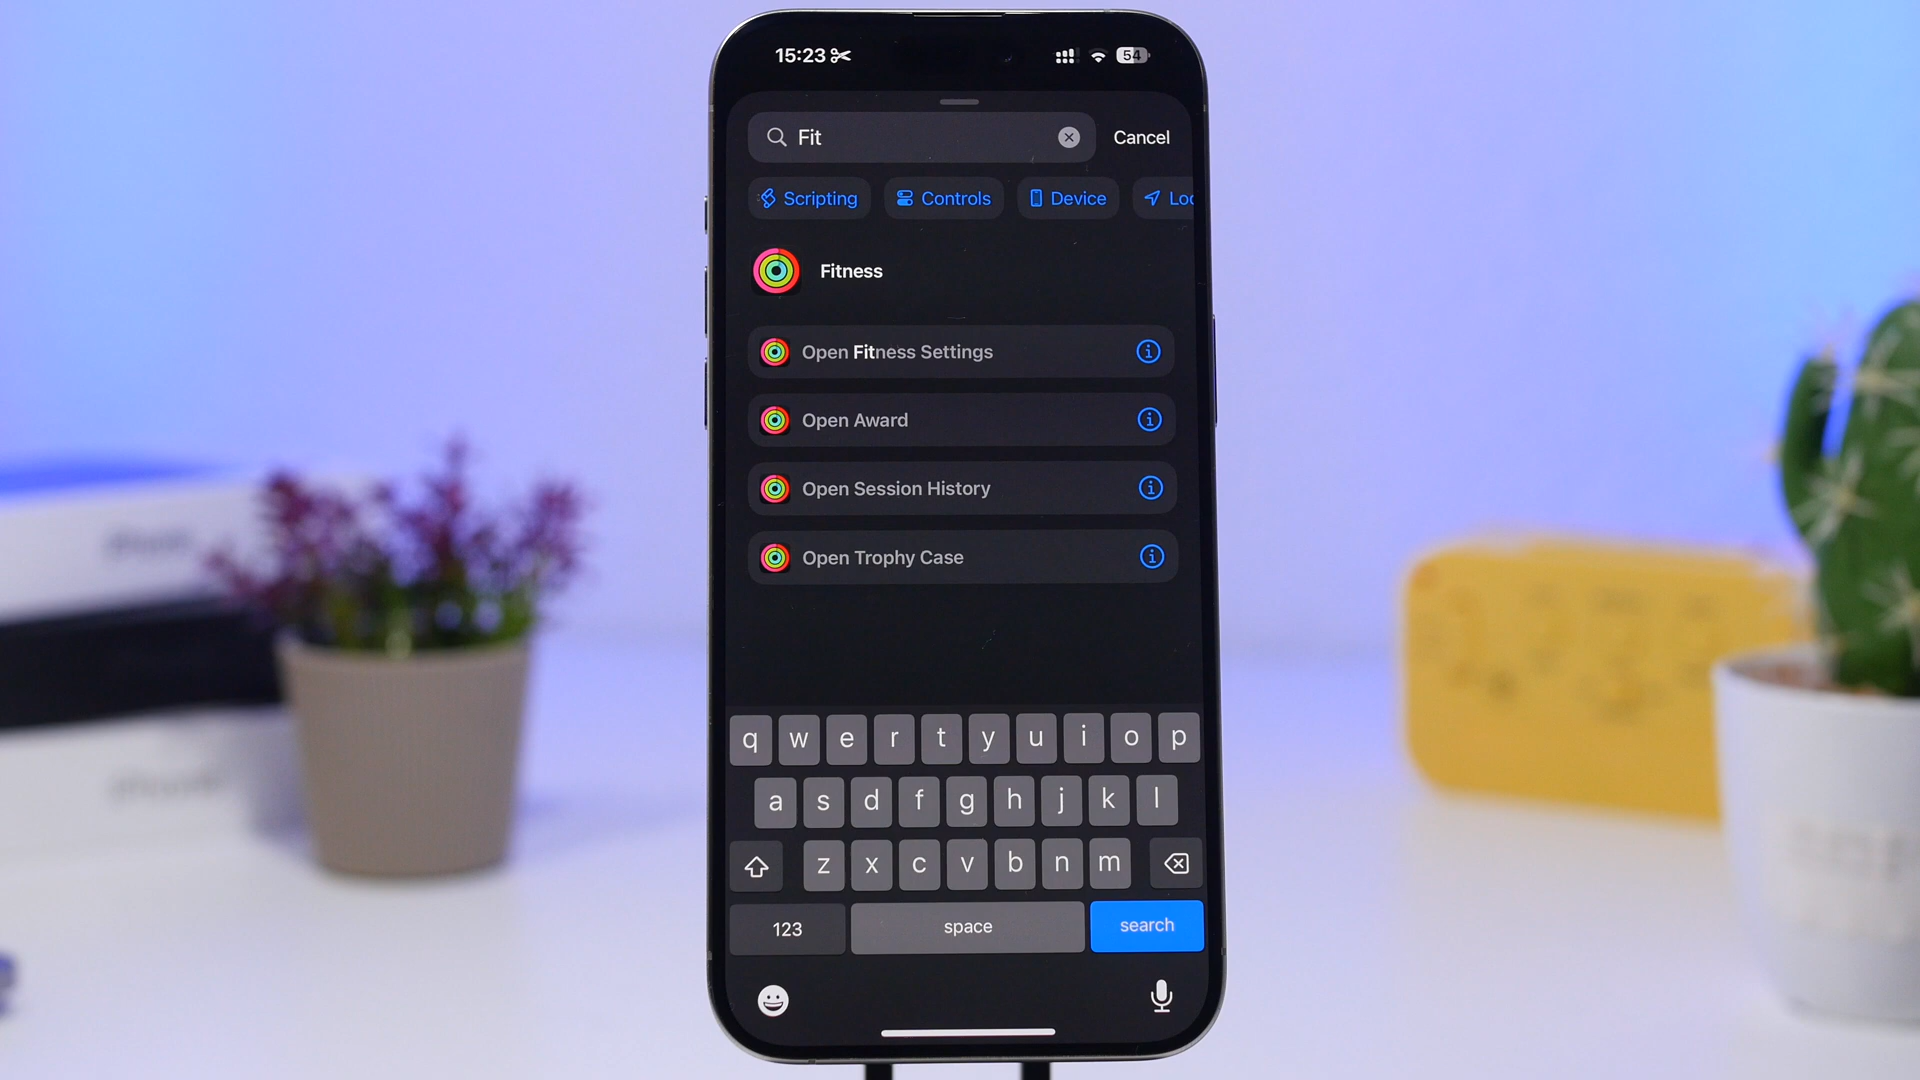 15:23
54
Fit
Cancel
Scripting
Controls
Device
Loc
Fitness
Open Fitness Settings
Open Award
Open Session History
Open Trophy Case
q w e r t y u i o p
a s d f g h j k l
z x c v b n m
123
space
search